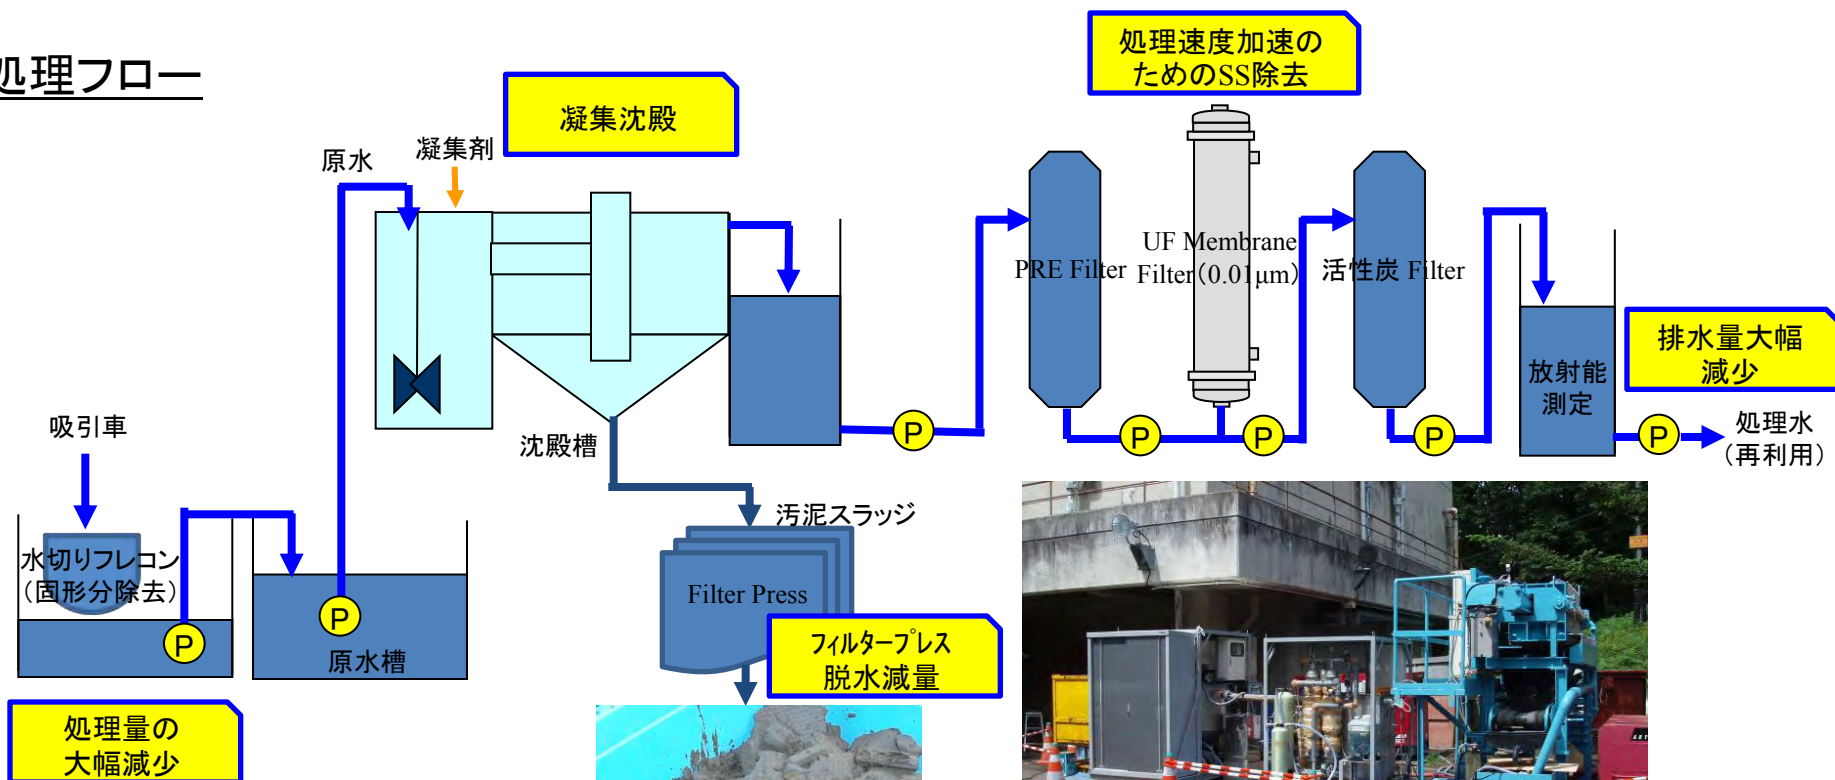 処理フロー
処理速度加速の
ためのSS除去
凝集沈殿
原水
凝集剤
PRE Filter
UF Membrane
Filter（0.01μm）
活性炭 Filter
排水量大幅
減少
放射能
測定
処理水
（再利用）
P
P
P
P
P
吸引車
沈殿槽
汚泥スラッジ
水切りフレコン
（固形分除去）
P
P
原水槽
Filter Press
フィルタープレス
脱水減量
処理量の
大幅減少